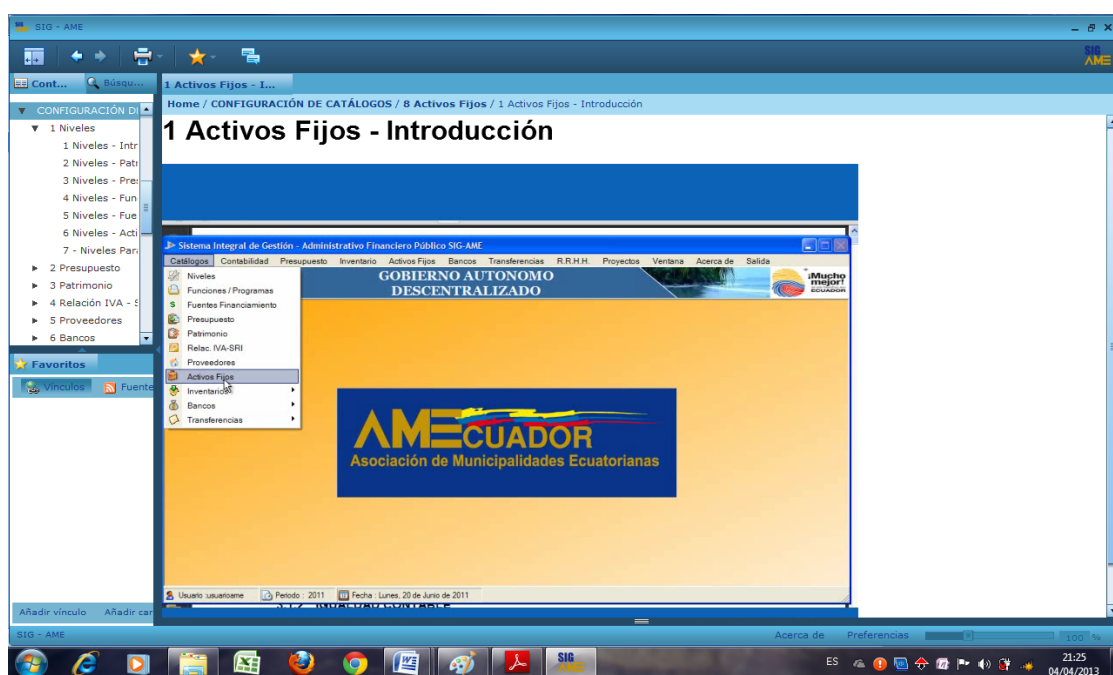 SIG - AME
SIG
AME
Cont...
Búsqu...
1 Activos Fijos - I...
Home / CONFIGURACIÓN DE CATÁLOGOS / 8 Activos Fijos / 1 Activos Fijos - Introducción
CONFIGURACIÓN DI
1 Niveles
1 Niveles - Intr
2 Niveles - Patr
3 Niveles - Pres
4 Niveles - Fun
5 Niveles - Fue
6 Niveles - Acti
7 - Niveles Para
2 Presupuesto
3 Patrimonio
4 Relación IVA - S
5 Proveedores
6 Bancos
Favoritos
Vínculos
Fuente
Añadir vínculo
Añadir car
1 Activos Fijos - Introducción
Sistema Integral de Gestión - Administrativo Financiero Público SIG-AME
Catálogos Contabilidad Presupuesto Inventario Activos Fijos Bancos Transferencias R.R.H.H. Proyectos Ventana Acerca de Salida
GOBIERNO AUTONOMO
DESCENTRALIZADO
¡Mucho
mejor!
ECUADOR
Niveles
Funciones / Programas
Fuentes Financiamiento
Presupuesto
Patrimonio
Relac. IVA-SRI
Proveedores
Activos Fijos
Inventarios
Bancos
Transferencias
AMECUADOR
Asociación de Municipalidades Ecuatorianas
Usuario :usuarioame Periodo : 2011 Fecha : Lunes, 20 de Junio de 2011
SIG - AME
Acerca de
Preferencias
100 %
SIG
AME
ES
21:25
04/04/2013